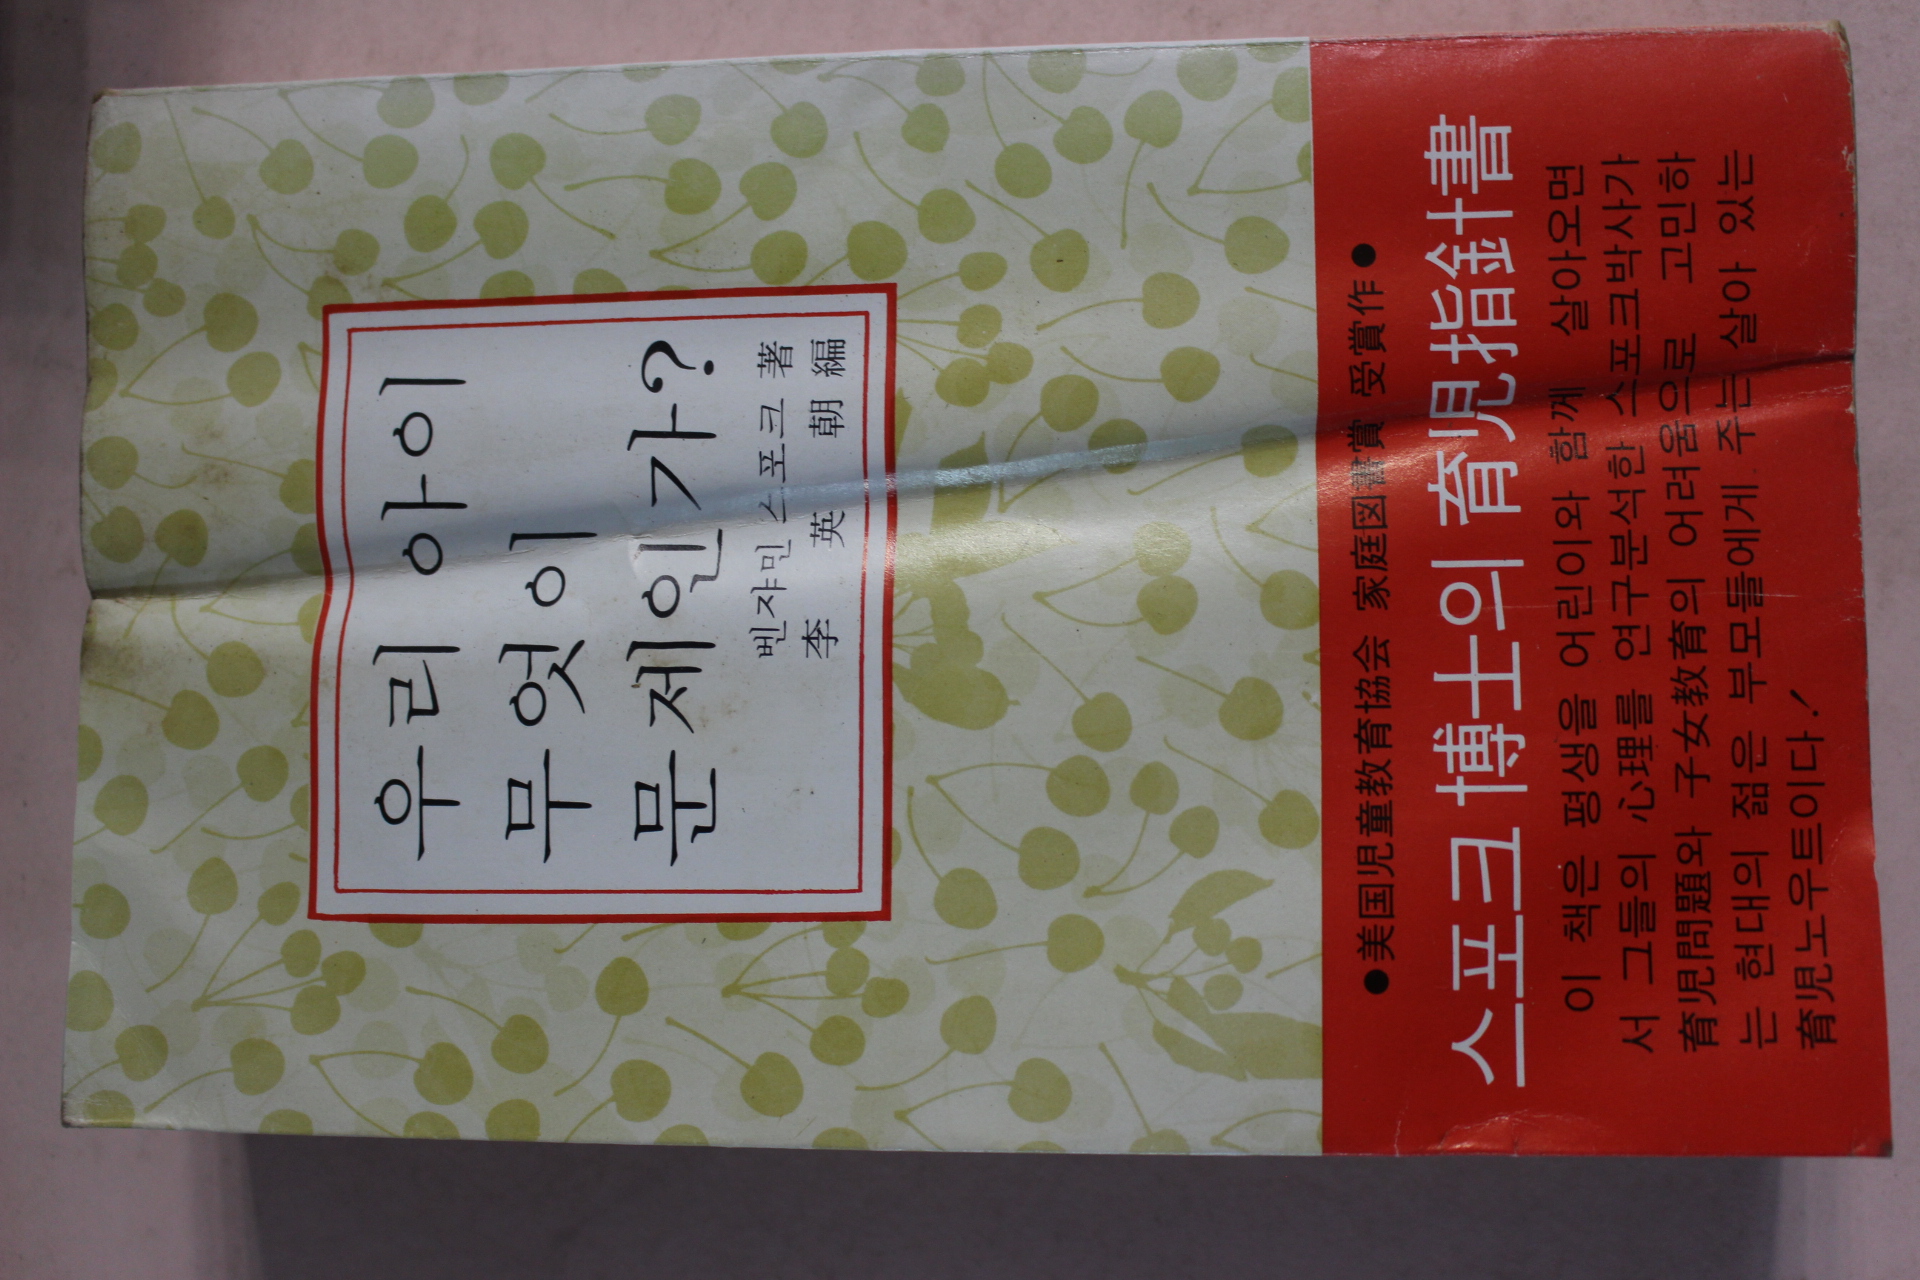 우리 아이
무엇이
문제인가?
벤쟈민 스포크 著
李英朝 編
●美国児童教育協会 家庭図書賞 受賞作●
스포크 博士의 育児指針書
이 책은 평생을 어린이와 함께 살아오면
서 그들의 心理를 연구분석한 스포크박사가
育児問題와 子女教育의 어려움으로 고민하
는 현대의 젊은 부모들에게 주는 살아 있는
育児노우트이다!